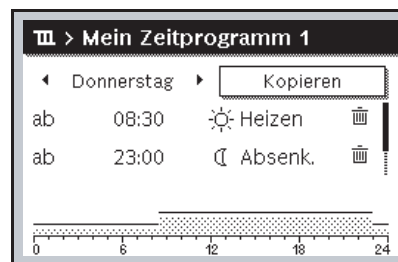 > Mein Zeitprogramm 1
Donnerstag Kopieren
ab 08:30 Heizen
ab 23:00 Absenk.
0 6 12 18 24